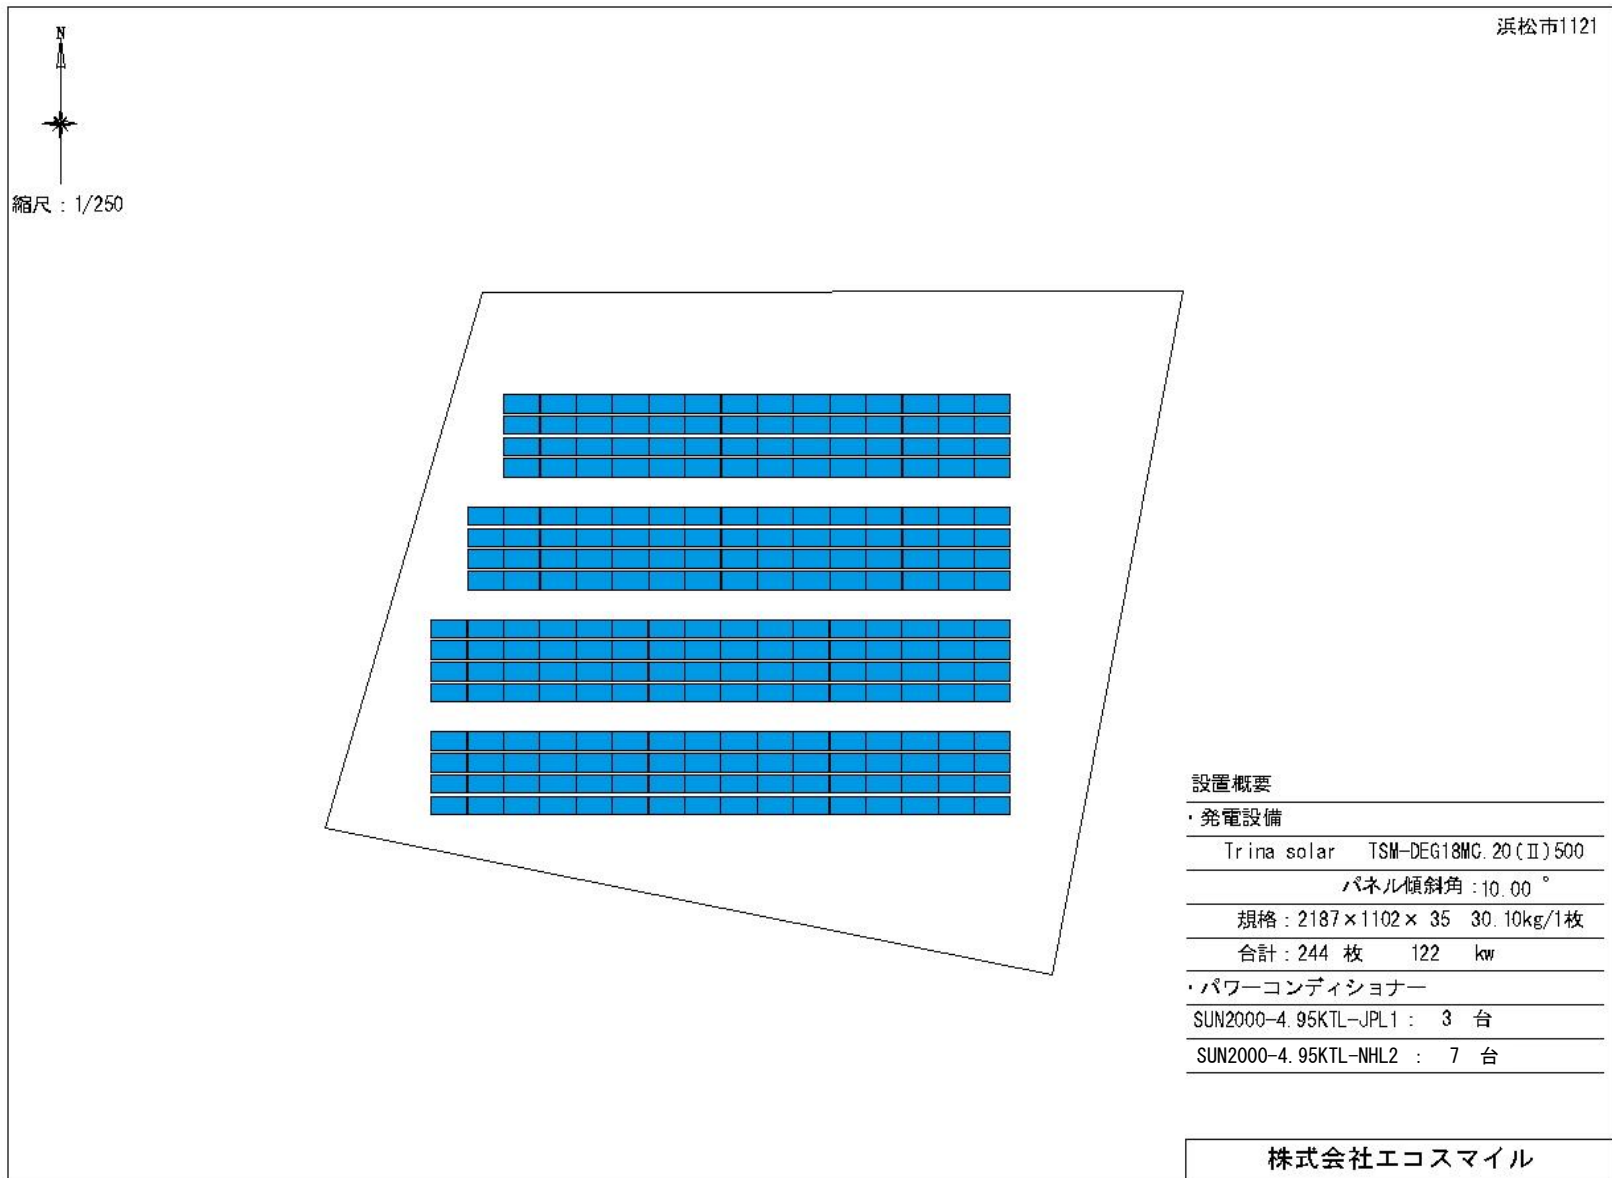 N
浜松市1121
縮尺：1/250
設置概要
・発電設備
Trina solar TSM-DEG18MC.20(Ⅱ)500
パネル傾斜角：10.00°
規格：2187×1102× 35 30.10kg/1枚
合計：244 枚 122 kw
・パワーコンディショナー
SUN2000-4.95KTL-JPL1： 3 台
SUN2000-4.95KTL-NHL2 ： 7 台
株式会社エコスマイル